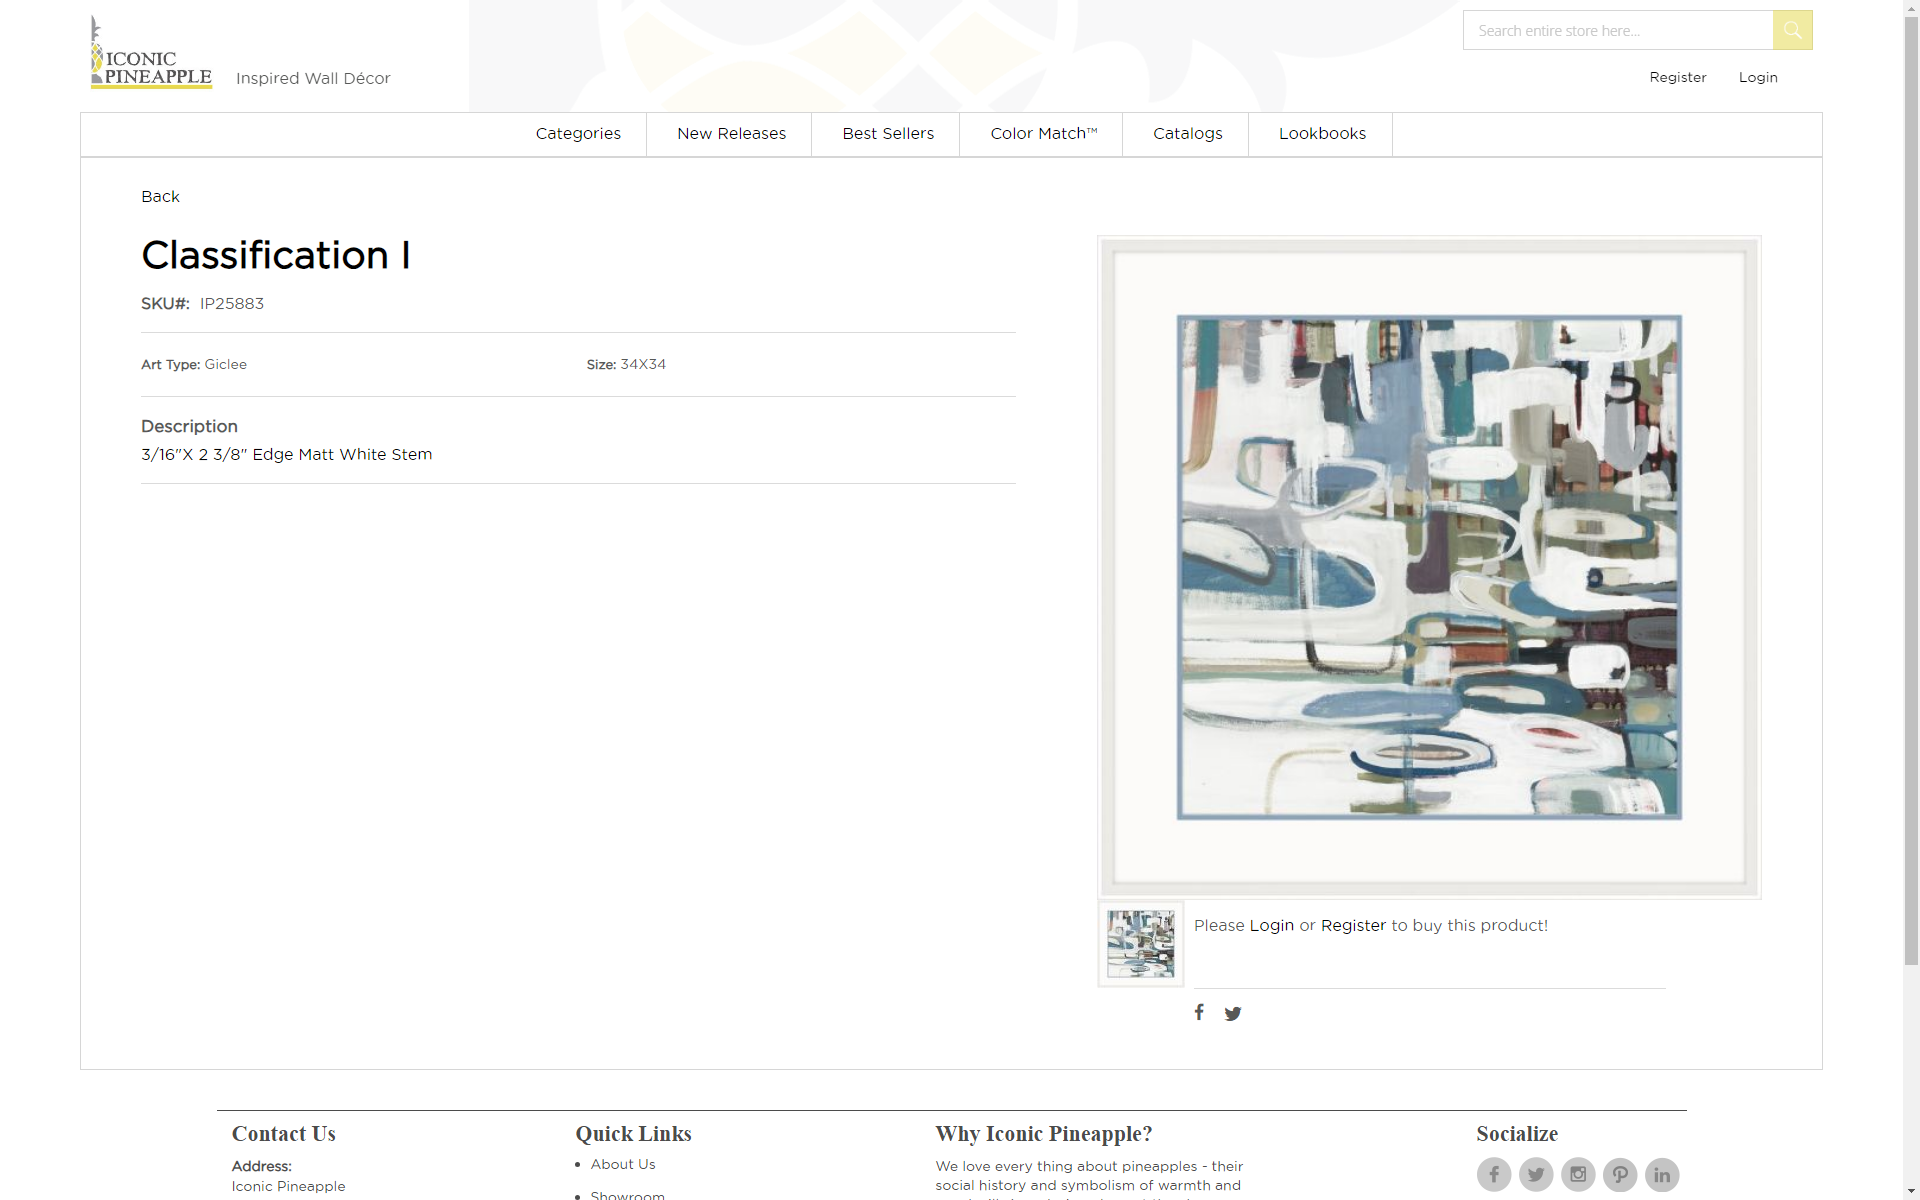 ICONIC
PINEAPPLE
Inspired Wall Décor
Search entire store here...
Register
Login
Categories
New Releases
Best Sellers
Color Match™
Catalogs
Lookbooks
Back
Classification I
SKU#: IP25883
Art Type: Giclee
Size: 34X34
Description
3/16"X 2 3/8" Edge Matt White Stem
Please Login or Register to buy this product!
Contact Us
Address:
Iconic Pineapple
Quick Links
About Us
Showroom
Why Iconic Pineapple?
We love every thing about pineapples - their
social history and symbolism of warmth and
Socialize